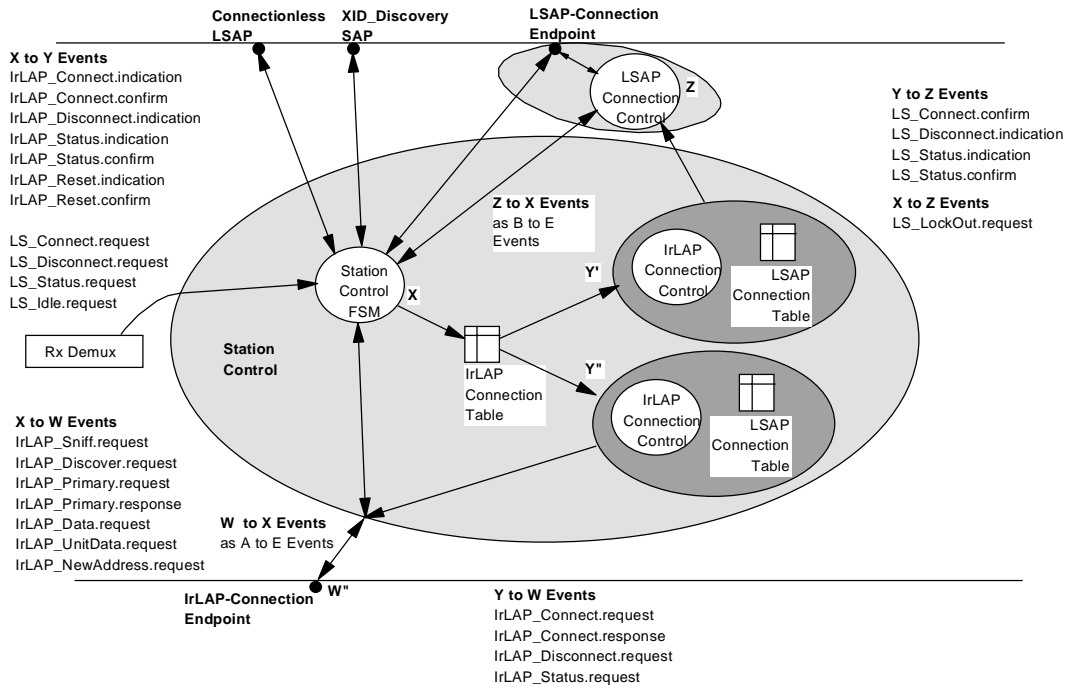 Connectionless
LSAP
XID_Discovery
SAP
LSAP-Connection
Endpoint
X to Y Events
IrLAP_Connect.indication
IrLAP_Connect.confirm
IrLAP_Disconnect.indication
IrLAP_Status.indication
IrLAP_Status.confirm
IrLAP_Reset.indication
IrLAP_Reset.confirm
LS_Connect.request
LS_Disconnect.request
LS_Status.request
LS_Idle.request
Rx Demux
LSAP
Connection
Control
Z
Y to Z Events
LS_Connect.confirm
LS_Disconnect.indication
LS_Status.indication
LS_Status.confirm
X to Z Events
LS_LockOut.request
Z to X Events
as B to E
Events
Station
Control
FSM
X
Station
Control
IrLAP
Connection
Table
Y'
IrLAP
Connection
Control
LSAP
Connection
Table
Y"
IrLAP
Connection
Control
LSAP
Connection
Table
X to W Events
IrLAP_Sniff.request
IrLAP_Discover.request
IrLAP_Primary.request
IrLAP_Primary.response
IrLAP_Data.request
IrLAP_UnitData.request
IrLAP_NewAddress.request
W to X Events
as A to E Events
W"
IrLAP-Connection
Endpoint
Y to W Events
IrLAP_Connect.request
IrLAP_Connect.response
IrLAP_Disconnect.request
IrLAP_Status.request